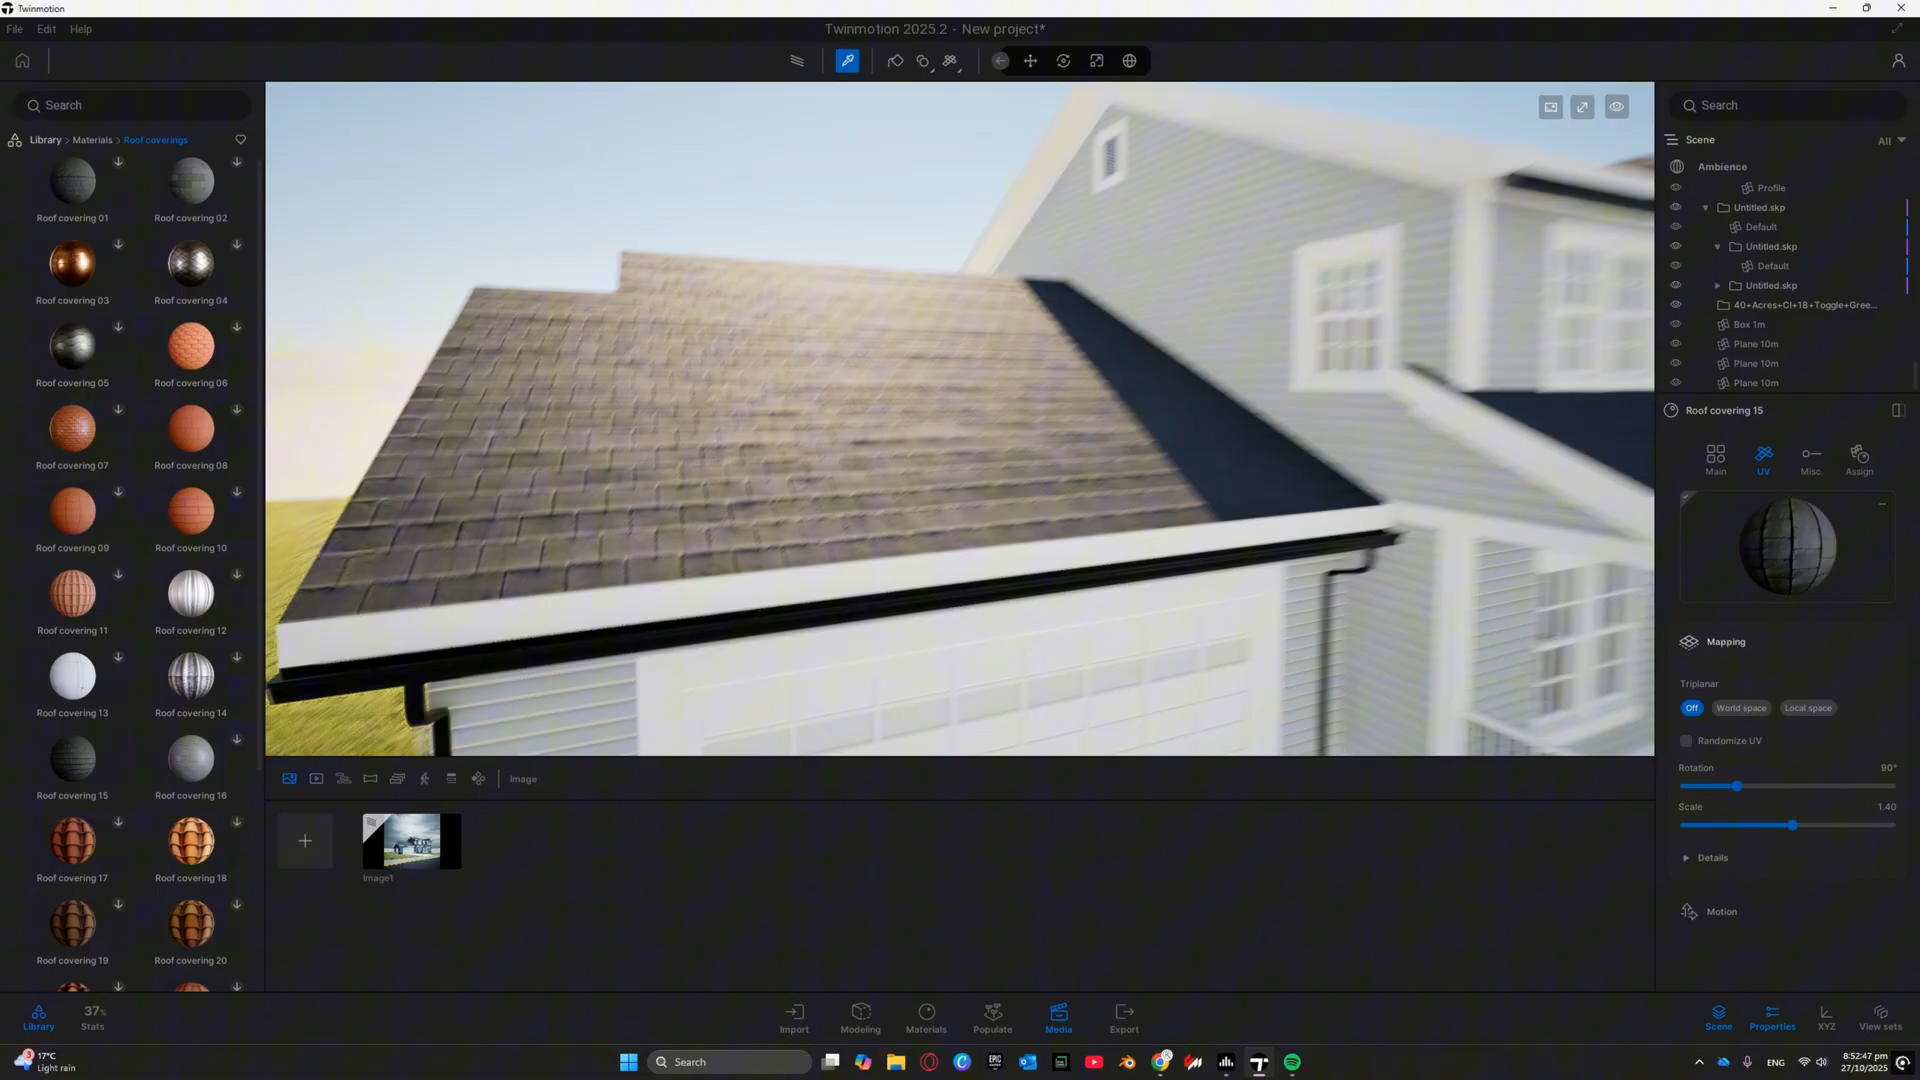 Twinmotion
File Edit Help
Twinmotion 2025.2 - New project*
Search
Library > Materials > Roof coverings
Roof covering 01
Roof covering 02
Roof covering 03
Roof covering 04
Roof covering 05
Roof covering 06
Roof covering 07
Roof covering 08
Roof covering 09
Roof covering 10
Roof covering 11
Roof covering 12
Roof covering 13
Roof covering 14
Roof covering 15
Roof covering 16
Roof covering 17
Roof covering 18
Roof covering 19
Roof covering 20
Image
Image1
Search
Scene
All
Ambience
Profile
Untitled.skp
Default
Untitled.skp
Default
Untitled.skp
40+Acres+Cl+18+Toggle+Gree...
Box 1m
Plane 10m
Plane 10m
Plane 10m
Roof covering 15
Main UV Misc. Assign
Mapping
Triplanar
Off World space Local space
Randomize UV
Rotation 90°
Scale 1.40
Details
Motion
Library
37%
Stats
Import Modeling Materials Populate Media Export
Scene Properties XYZ View sets
3
17°C
Light rain
Search
EPIC
ENG
8:52:47 pm
27/10/2025